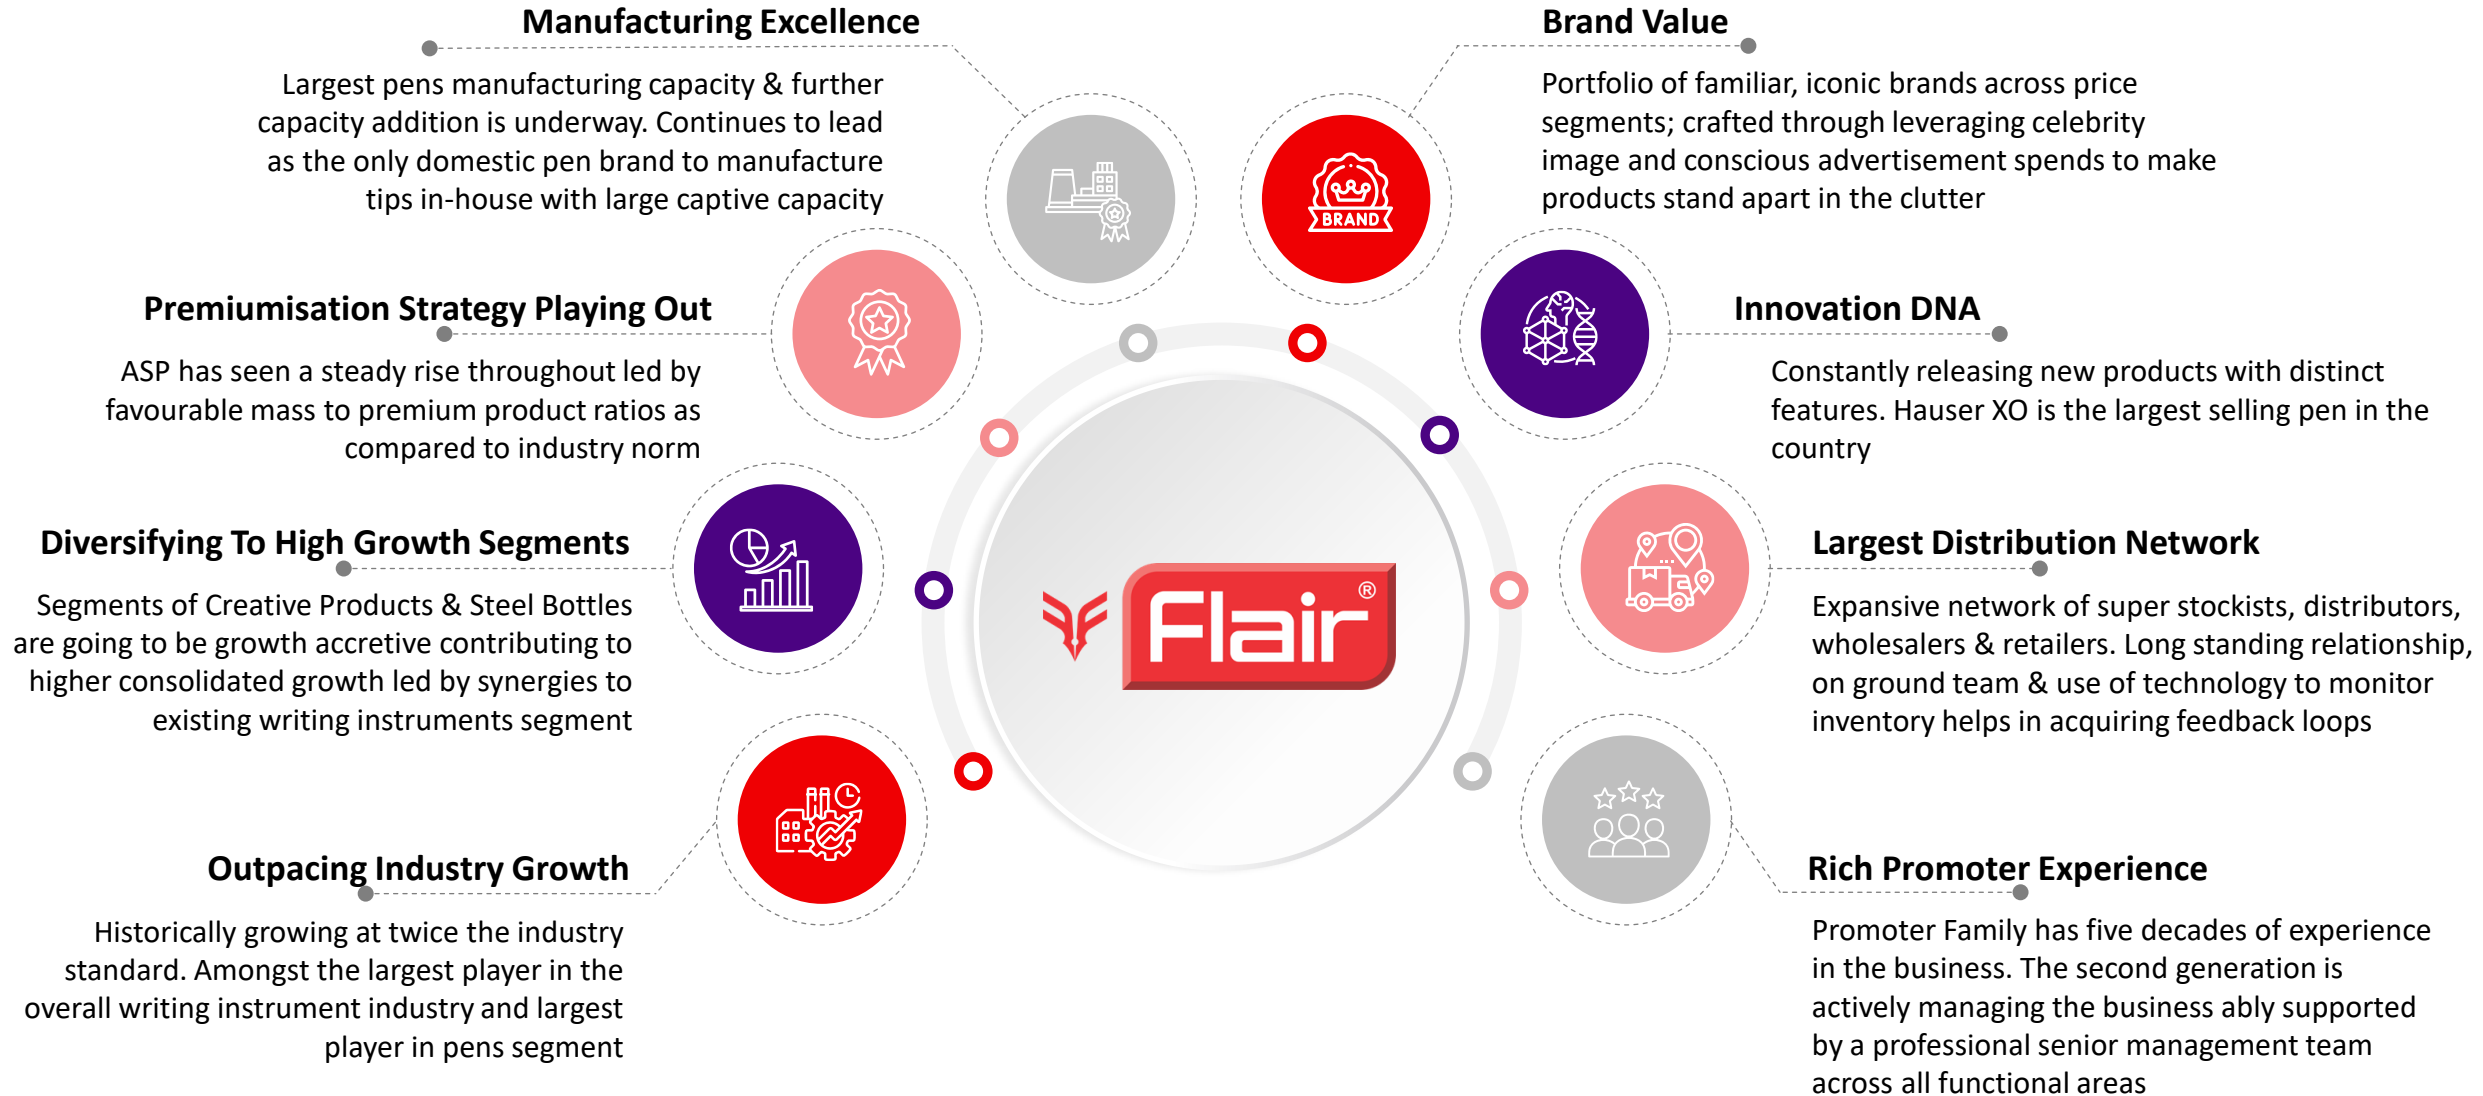 Manufacturing Excellence
Largest pens manufacturing capacity & further
capacity addition is underway. Continues to lead
as the only domestic pen brand to manufacture
tips in-house with large captive capacity
Premiumisation Strategy Playing Out
ASP has seen a steady rise throughout led by
favourable mass to premium product ratios as
compared to industry norm
Diversifying To High Growth Segments
Segments of Creative Products & Steel Bottles
are going to be growth accretive contributing to
higher consolidated growth led by synergies to
existing writing instruments segment
Outpacing Industry Growth
Historically growing at twice the industry
standard. Amongst the largest player in the
overall writing instrument industry and largest
player in pens segment
BRAND
Flair®
Brand Value
Portfolio of familiar, iconic brands across price
segments; crafted through leveraging celebrity
image and conscious advertisement spends to make
products stand apart in the clutter
Innovation DNA
Constantly releasing new products with distinct
features. Hauser XO is the largest selling pen in the
country
Largest Distribution Network
Expansive network of super stockists, distributors,
wholesalers & retailers. Long standing relationship,
on ground team & use of technology to monitor
inventory helps in acquiring feedback loops
Rich Promoter Experience
Promoter Family has five decades of experience
in the business. The second generation is
actively managing the business ably supported
by a professional senior management team
across all functional areas